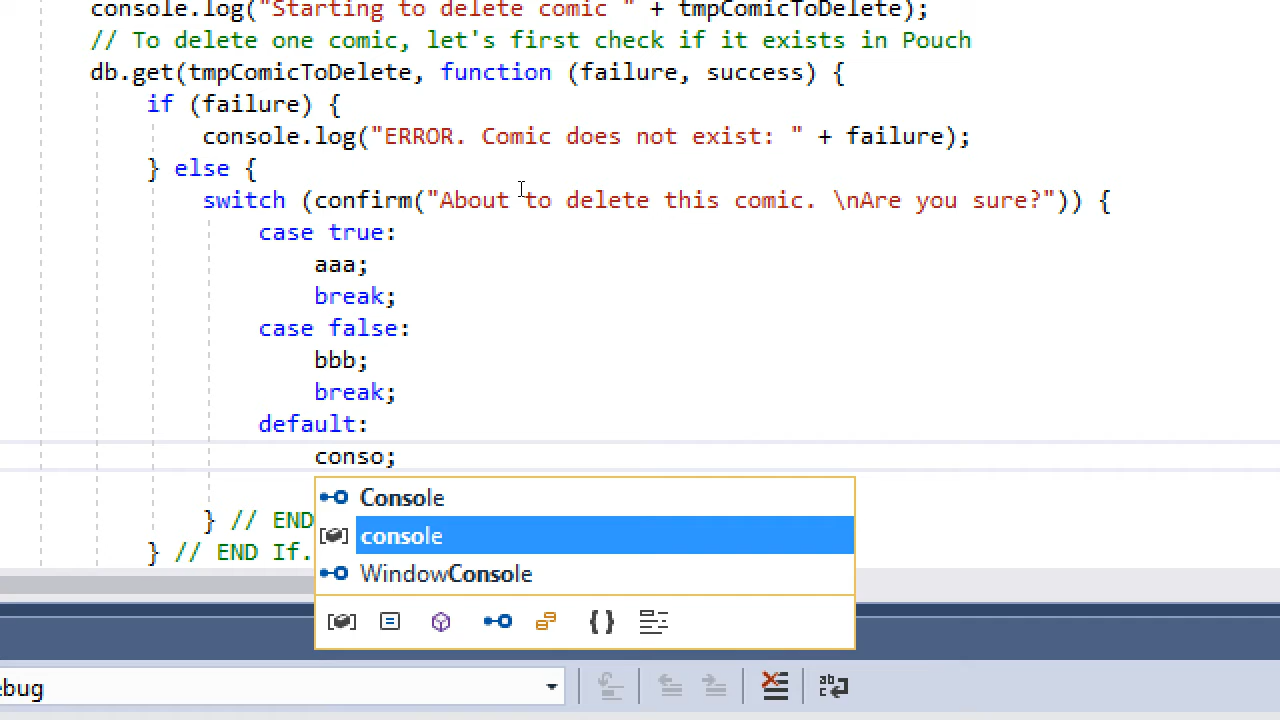 console.log("Starting to delete comic " + tmpComicToDelete);
// To delete one comic, let's first check if it exists in Pouch
db.get(tmpComicToDelete, function (failure, success) {
if (failure) {
console.log("ERROR. Comic does not exist: " + failure);
} else {
switch (confirm("About to delete this comic. \nAre you sure?")) {
case true:
aaa;
break;
case false:
bbb;
break;
default:
conso;
Console
console
WindowConsole
} // END
} // END If.
ebug